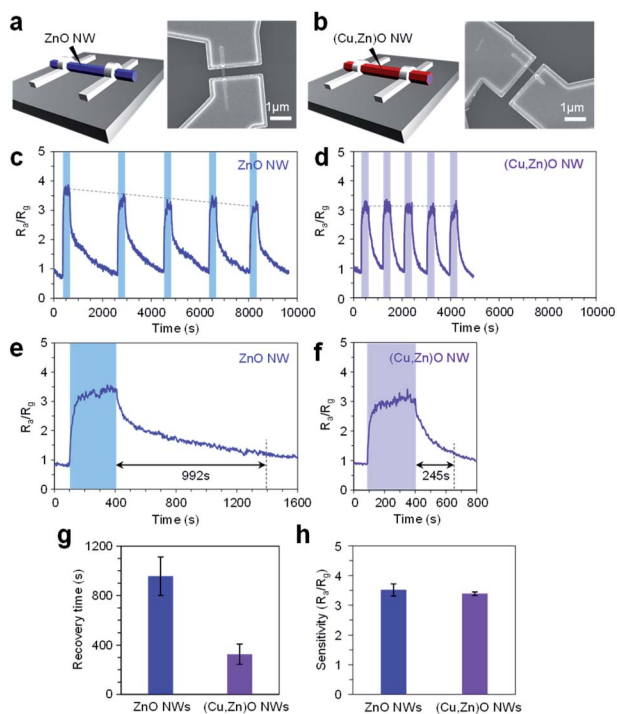 a
ZnO NW
1μm
b
(Cu,Zn)O NW
1μm
c
ZnO NW
Ra/Rg
5
4
3
2
1
0
0 2000 4000 6000 8000 10000
Time (s)
d
(Cu,Zn)O NW
Ra/Rg
5
4
3
2
1
0
0 2000 4000 6000 8000 10000
Time (s)
e
ZnO NW
Ra/Rg
5
4
3
2
1
0
992s
0 400 800 1200 1600
Time (s)
f
(Cu,Zn)O NW
Ra/Rg
5
4
3
2
1
0
245s
0 200 400 600 800
Time (s)
g
Recovery time (s)
1200
800
400
0
ZnO NWs (Cu,Zn)O NWs
h
Sensitivity (Ra/Rg)
5
4
3
2
1
0
ZnO NWs (Cu,Zn)O NWs